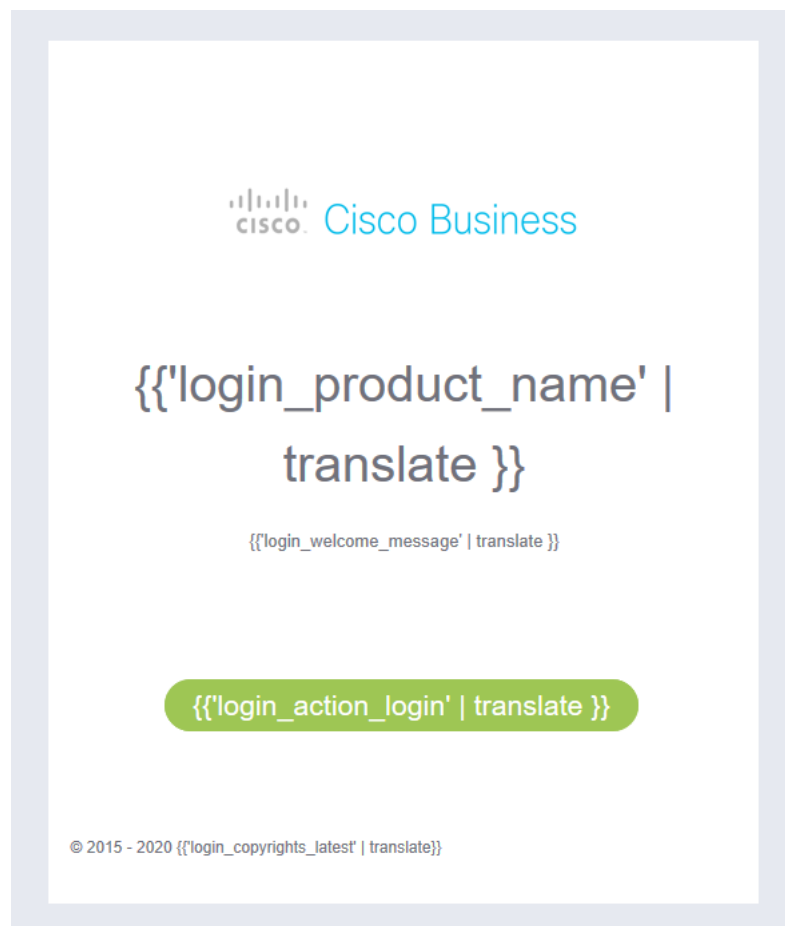 CISCO. Cisco Business
{{'login_product_name' |
translate }}
{{'login_welcome_message' | translate }}
{{'login_action_login' | translate }}
© 2015 - 2020 {{'login_copyrights_latest' | translate}}